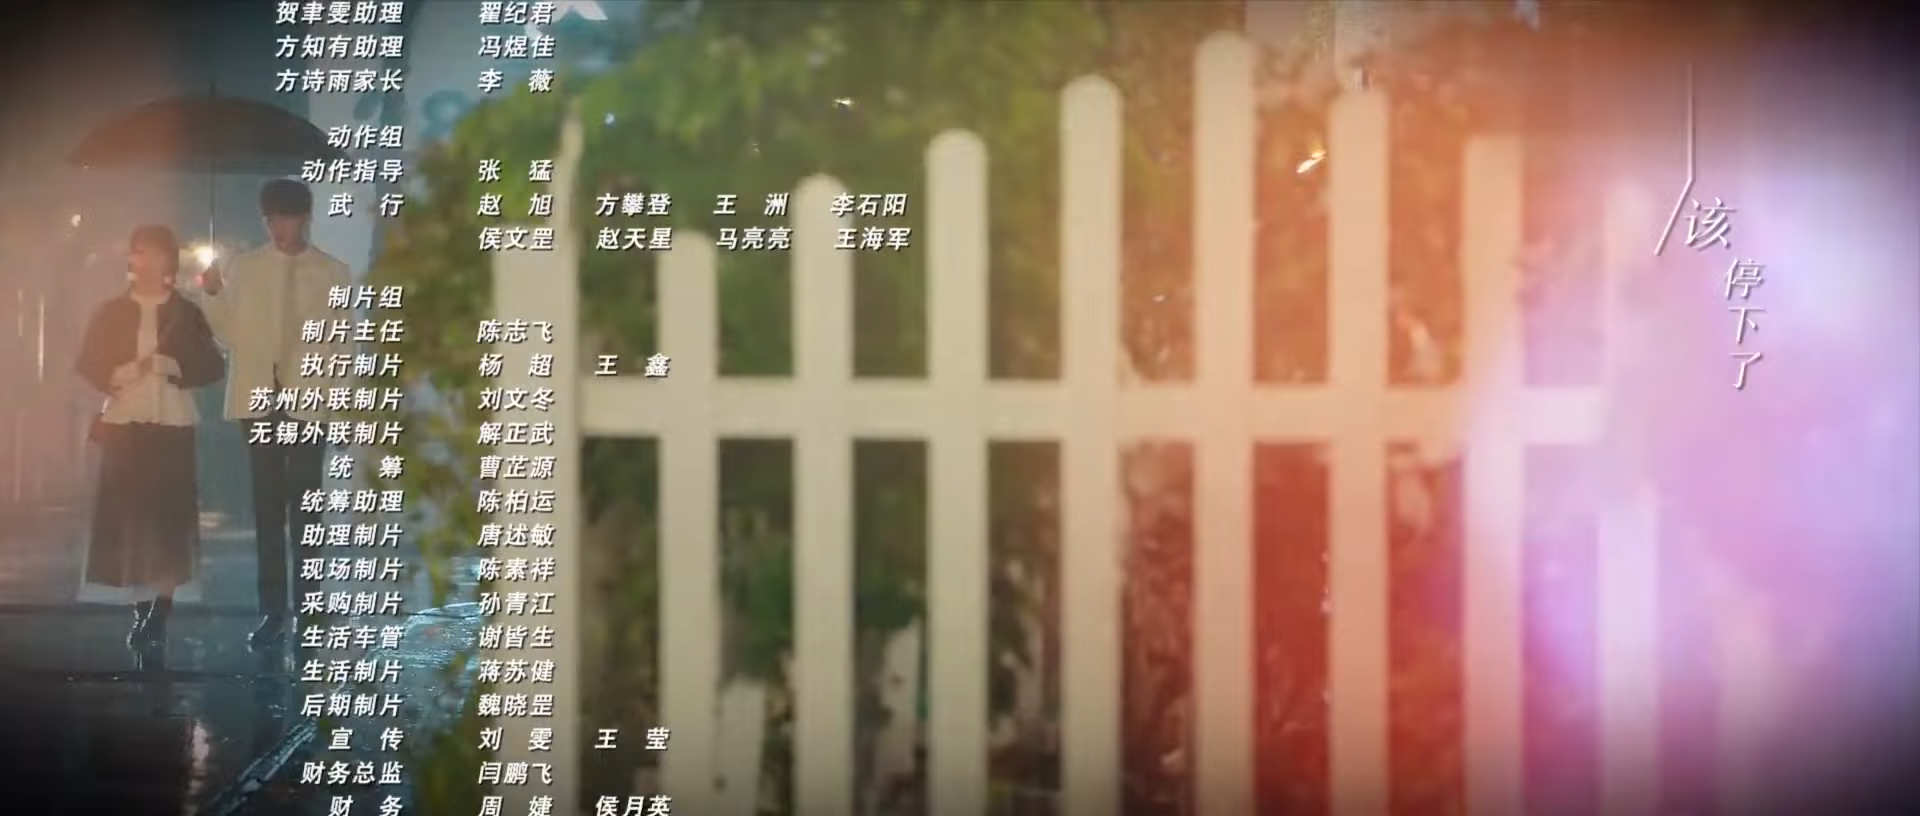 贺聿雯助理 翟纪君
方知有助理 冯煜佳
方诗雨家长 李 薇
动作组
动作指导 张 猛
武 行 赵 旭 方攀登 王 洲 李石阳
侯文罡 赵天星 马亮亮 王海军
制片组
制片主任 陈志飞
执行制片 杨 超 王 鑫
苏州外联制片 刘文冬
无锡外联制片 解正武
统 筹 曹芷源
统筹助理 陈柏运
助理制片 唐述敏
现场制片 陈素祥
采购制片 孙青江
生活车管 谢皆生
生活制片 蒋苏健
后期制片 魏晓罡
宣 传 刘 雯 王 莹
财务总监 闫鹏飞
财 务 周 婕 侯月英
该
停
下
了